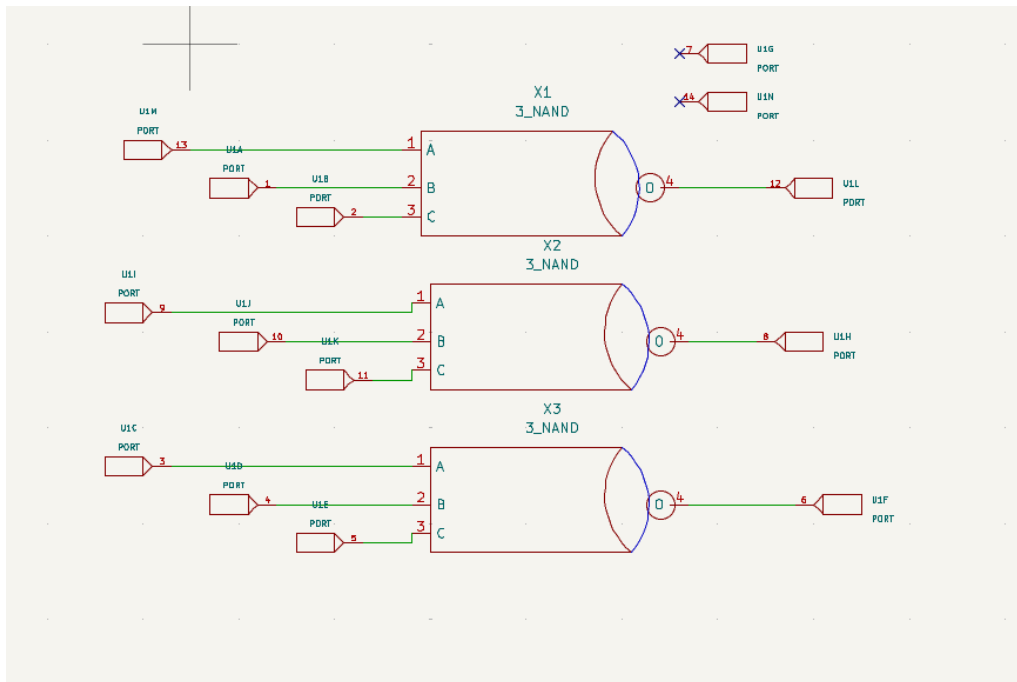 7 U1G
PORT
14 U1N
PORT
X1
3_NAND
U1M
PORT
13
1 A
U1A
PORT
1
2 B
U1B
PORT
2
3 C
O 4
12 U1L
PORT
X2
3_NAND
U1I
PORT
9
1 A
U1J
PORT
10
2 B
U1K
PORT
11
3 C
O 4
8 U1H
PORT
X3
3_NAND
U1C
PORT
3
1 A
U1D
PORT
4
2 B
U1E
PORT
5
3 C
O 4
6 U1F
PORT